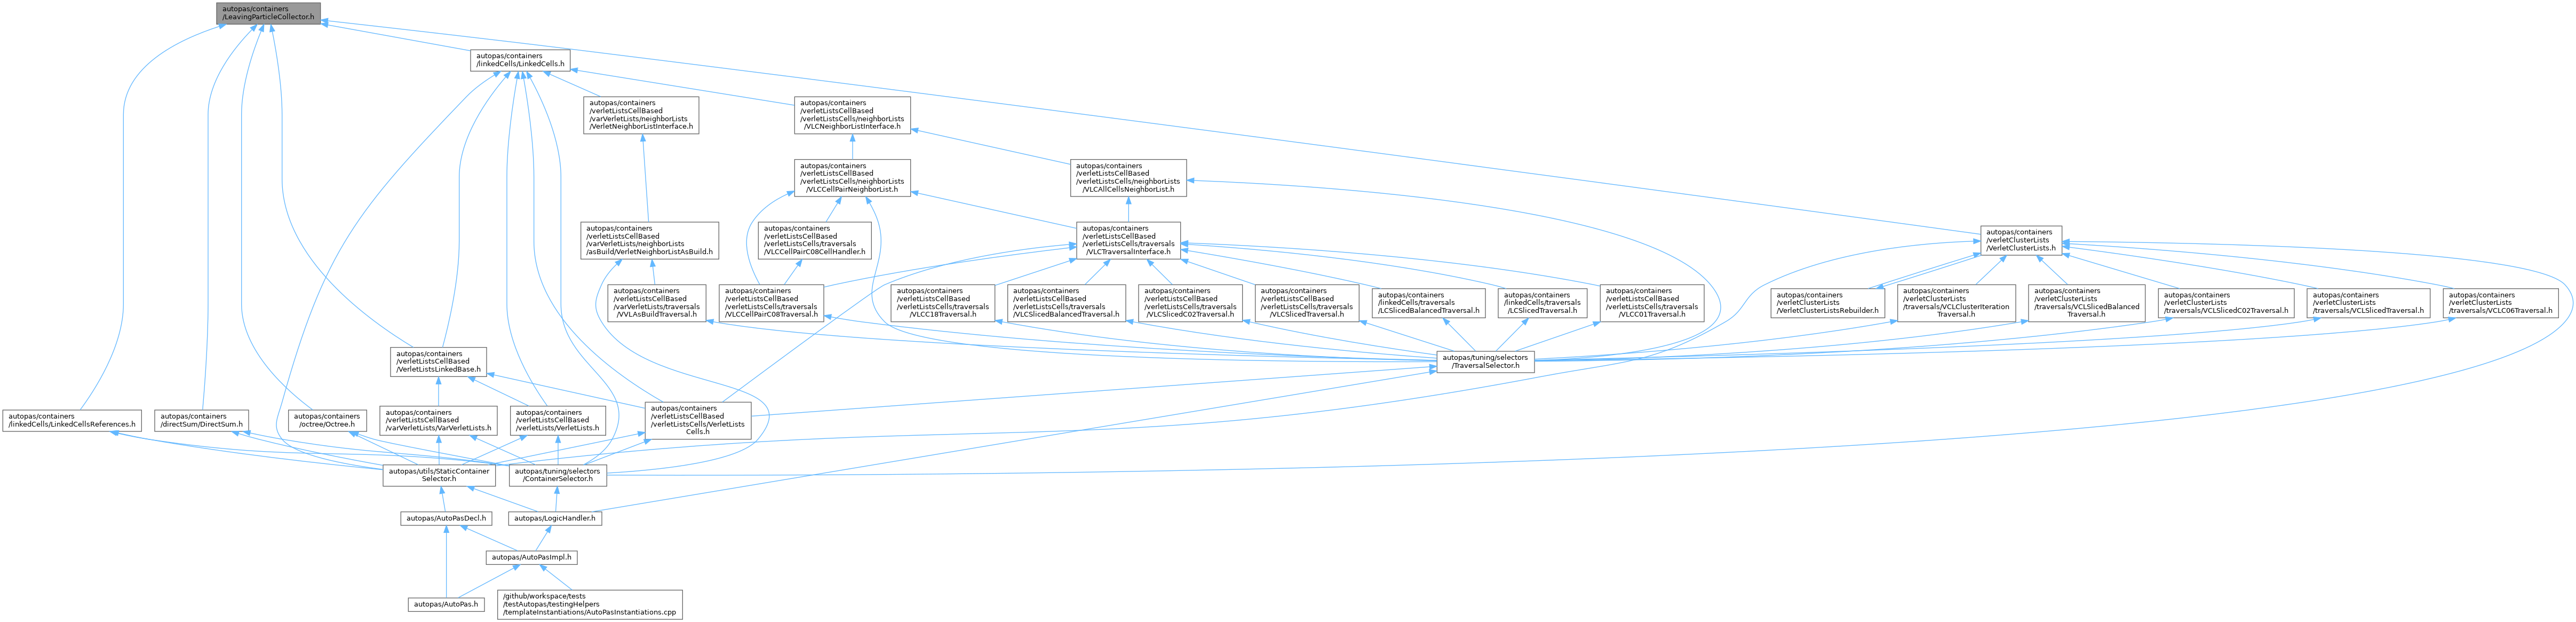 autopas/containers
/LeavingParticleCollector.h
autopas/containers
/linkedCells/LinkedCells.h
autopas/containers
/verletListsCellBased
/varVerletLists/neighborLists
/VerletNeighborListInterface.h
autopas/containers
/verletListsCellBased
/verletListsCells/neighborLists
/VLCNeighborListInterface.h
autopas/containers
/verletListsCellBased
/verletListsCells/neighborLists
/VLCCellPairNeighborList.h
autopas/containers
/verletListsCellBased
/verletListsCells/neighborLists
/VLCAllCellsNeighborList.h
autopas/containers
/verletListsCellBased
/varVerletLists/neighborLists
/asBuild/VerletNeighborListAsBuild.h
autopas/containers
/verletListsCellBased
/verletListsCells/traversals
/VLCCellPairC08CellHandler.h
autopas/containers
/verletListsCellBased
/verletListsCells/traversals
/VLCTraversalInterface.h
autopas/containers
/verletClusterLists
/VerletClusterLists.h
autopas/containers
/verletListsCellBased
/varVerletLists/traversals
/VVLAsBuildTraversal.h
autopas/containers
/verletListsCellBased
/verletListsCells/traversals
/VLCCellPairC08Traversal.h
autopas/containers
/verletListsCellBased
/verletListsCells/traversals
/VLCC18Traversal.h
autopas/containers
/verletListsCellBased
/verletListsCells/traversals
/VLCSlicedBalancedTraversal.h
autopas/containers
/verletListsCellBased
/verletListsCells/traversals
/VLCSlicedC02Traversal.h
autopas/containers
/verletListsCellBased
/verletListsCells/traversals
/VLCSlicedTraversal.h
autopas/containers
/linkedCells/traversals
/LCSlicedBalancedTraversal.h
autopas/containers
/linkedCells/traversals
/LCSlicedTraversal.h
autopas/containers
/verletListsCellBased
/verletListsCells/traversals
/VLCC01Traversal.h
autopas/containers
/verletClusterLists
/VerletClusterListsRebuilder.h
autopas/containers
/verletClusterLists
/traversals/VCLClusterIteration
Traversal.h
autopas/containers
/verletClusterLists
/traversals/VCLSlicedBalanced
Traversal.h
autopas/containers
/verletClusterLists
/traversals/VCLSlicedC02Traversal.h
autopas/containers
/verletClusterLists
/traversals/VCLSlicedTraversal.h
autopas/containers
/verletClusterLists
/traversals/VCLC06Traversal.h
autopas/containers
/verletListsCellBased
/VerletListsLinkedBase.h
autopas/tuning/selectors
/TraversalSelector.h
autopas/containers
/linkedCells/LinkedCellsReferences.h
autopas/containers
/directSum/DirectSum.h
autopas/containers
/octree/Octree.h
autopas/containers
/verletListsCellBased
/varVerletLists/VarVerletLists.h
autopas/containers
/verletListsCellBased
/verletLists/VerletLists.h
autopas/containers
/verletListsCellBased
/verletListsCells/VerletLists
Cells.h
autopas/utils/StaticContainer
Selector.h
autopas/tuning/selectors
/ContainerSelector.h
autopas/AutoPasDecl.h
autopas/LogicHandler.h
autopas/AutoPasImpl.h
autopas/AutoPas.h
/github/workspace/tests
/testAutopas/testingHelpers
/templateInstantiations/AutoPasInstantiations.cpp